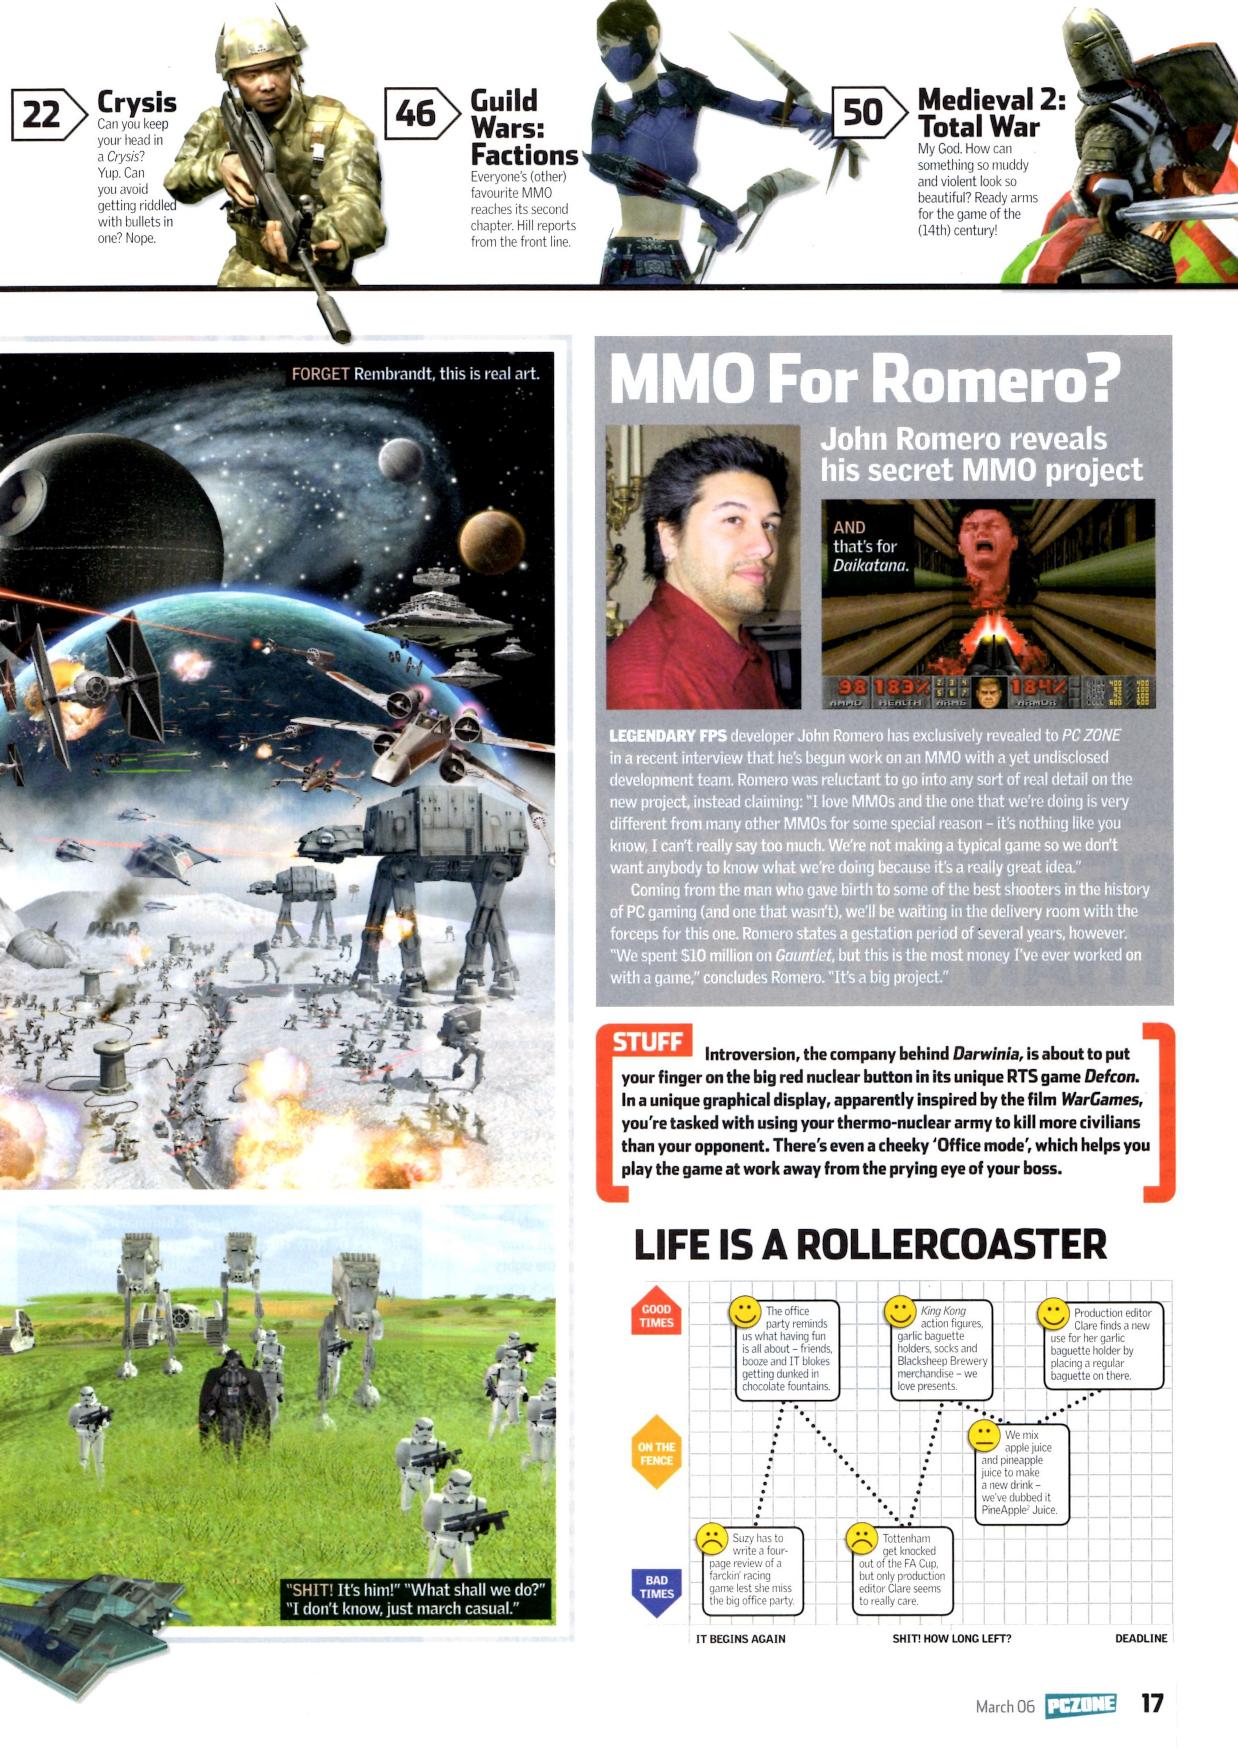 22
Crysis
Can you keep
your head in
a Crysis?
Yup. Can
you avoid
getting riddled
with bullets in
one? Nope.
46
Guild
Wars:
Factions
Everyone's (other)
favourite MMO
reaches its second
chapter. Hill reports
from the front line.
50
Medieval 2:
Total War
My God. How can
something so muddy
and violent look so
beautiful? Ready arms
for the game of the
(14th) century!
FORGET Rembrandt, this is real art.
"SHIT! It's him!" "What shall we do?"
"I don't know, just march casual."
MMO For Romero?
John Romero reveals
his secret MMO project
AND
that's for
Daikatana.
98 183% 2 3 4 5 6 7 184%
AMMO HEALTH ARMS ARMOR
LEGENDARY FPS developer John Romero has exclusively revealed to PC ZONE
in a recent interview that he's begun work on an MMO with a yet undisclosed
development team. Romero was reluctant to go into any sort of real detail on the
new project, instead claiming: "I love MMOs and the one that we're doing is very
different from many other MMOs for some special reason – it's nothing like you
know, I can't really say too much. We're not making a typical game so we don't
want anybody to know what we're doing because it's a really great idea."
Coming from the man who gave birth to some of the best shooters in the history
of PC gaming (and one that wasn't), we'll be waiting in the delivery room with the
forceps for this one. Romero states a gestation period of several years, however.
"We spent $10 million on Gauntlet, but this is the most money I've ever worked on
with a game," concludes Romero. "It's a big project."
STUFF
Introversion, the company behind Darwinia, is about to put
your finger on the big red nuclear button in its unique RTS game Defcon.
In a unique graphical display, apparently inspired by the film WarGames,
you're tasked with using your thermo-nuclear army to kill more civilians
than your opponent. There's even a cheeky 'Office mode', which helps you
play the game at work away from the prying eye of your boss.
LIFE IS A ROLLERCOASTER
GOOD
TIMES
ON THE
FENCE
BAD
TIMES
The office
party reminds
us what having fun
is all about – friends,
booze and IT blokes
getting dunked in
chocolate fountains.
King Kong
action figures,
garlic baguette
holders, socks and
Blacksheep Brewery
merchandise – we
love presents.
Production editor
Clare finds a new
use for her garlic
baguette holder by
placing a regular
baguette on there.
We mix
apple juice
and pineapple
juice to make
a new drink –
we've dubbed it
PineApple² Juice.
Suzy has to
write a four-
page review of a
farckin' racing
game lest she miss
the big office party.
Tottenham
get knocked
out of the FA Cup,
but only production
editor Clare seems
to really care.
IT BEGINS AGAIN
SHIT! HOW LONG LEFT?
DEADLINE
March 06 PCZONE 17